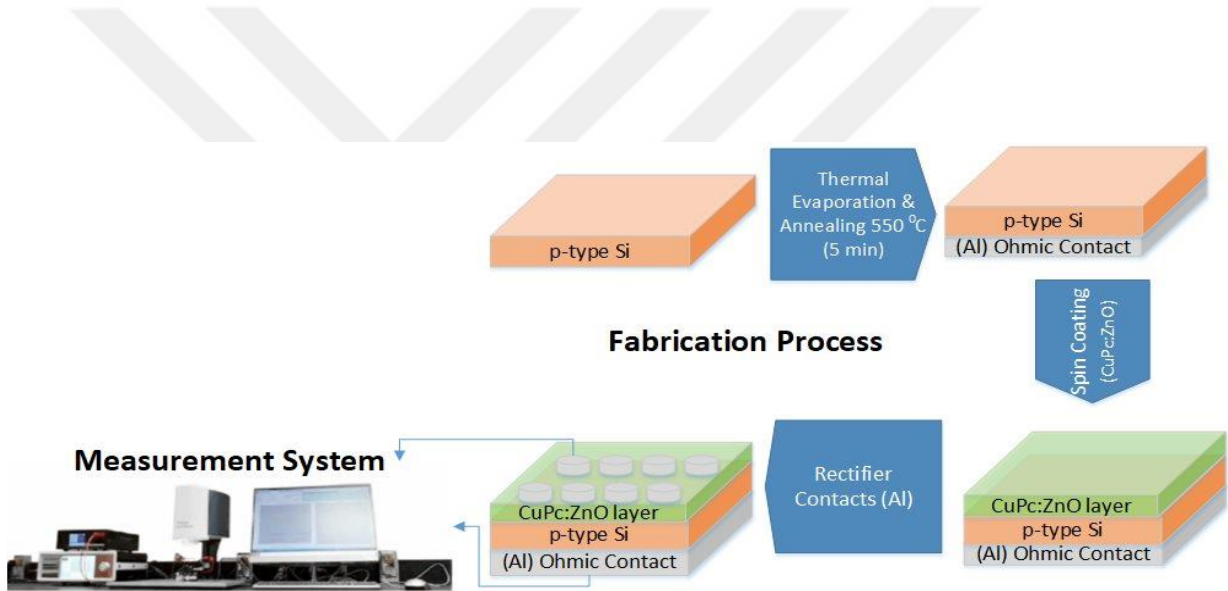 Thermal
Evaporation &
Annealing 550 ⁰C
(5 min)
p-type Si
p-type Si
(Al) Ohmic Contact
Spin Coating
(CuPc:ZnO)
Fabrication Process
Measurement System
CuPc:ZnO layer
p-type Si
(Al) Ohmic Contact
Rectifier
Contacts (Al)
CuPc:ZnO layer
p-type Si
(Al) Ohmic Contact